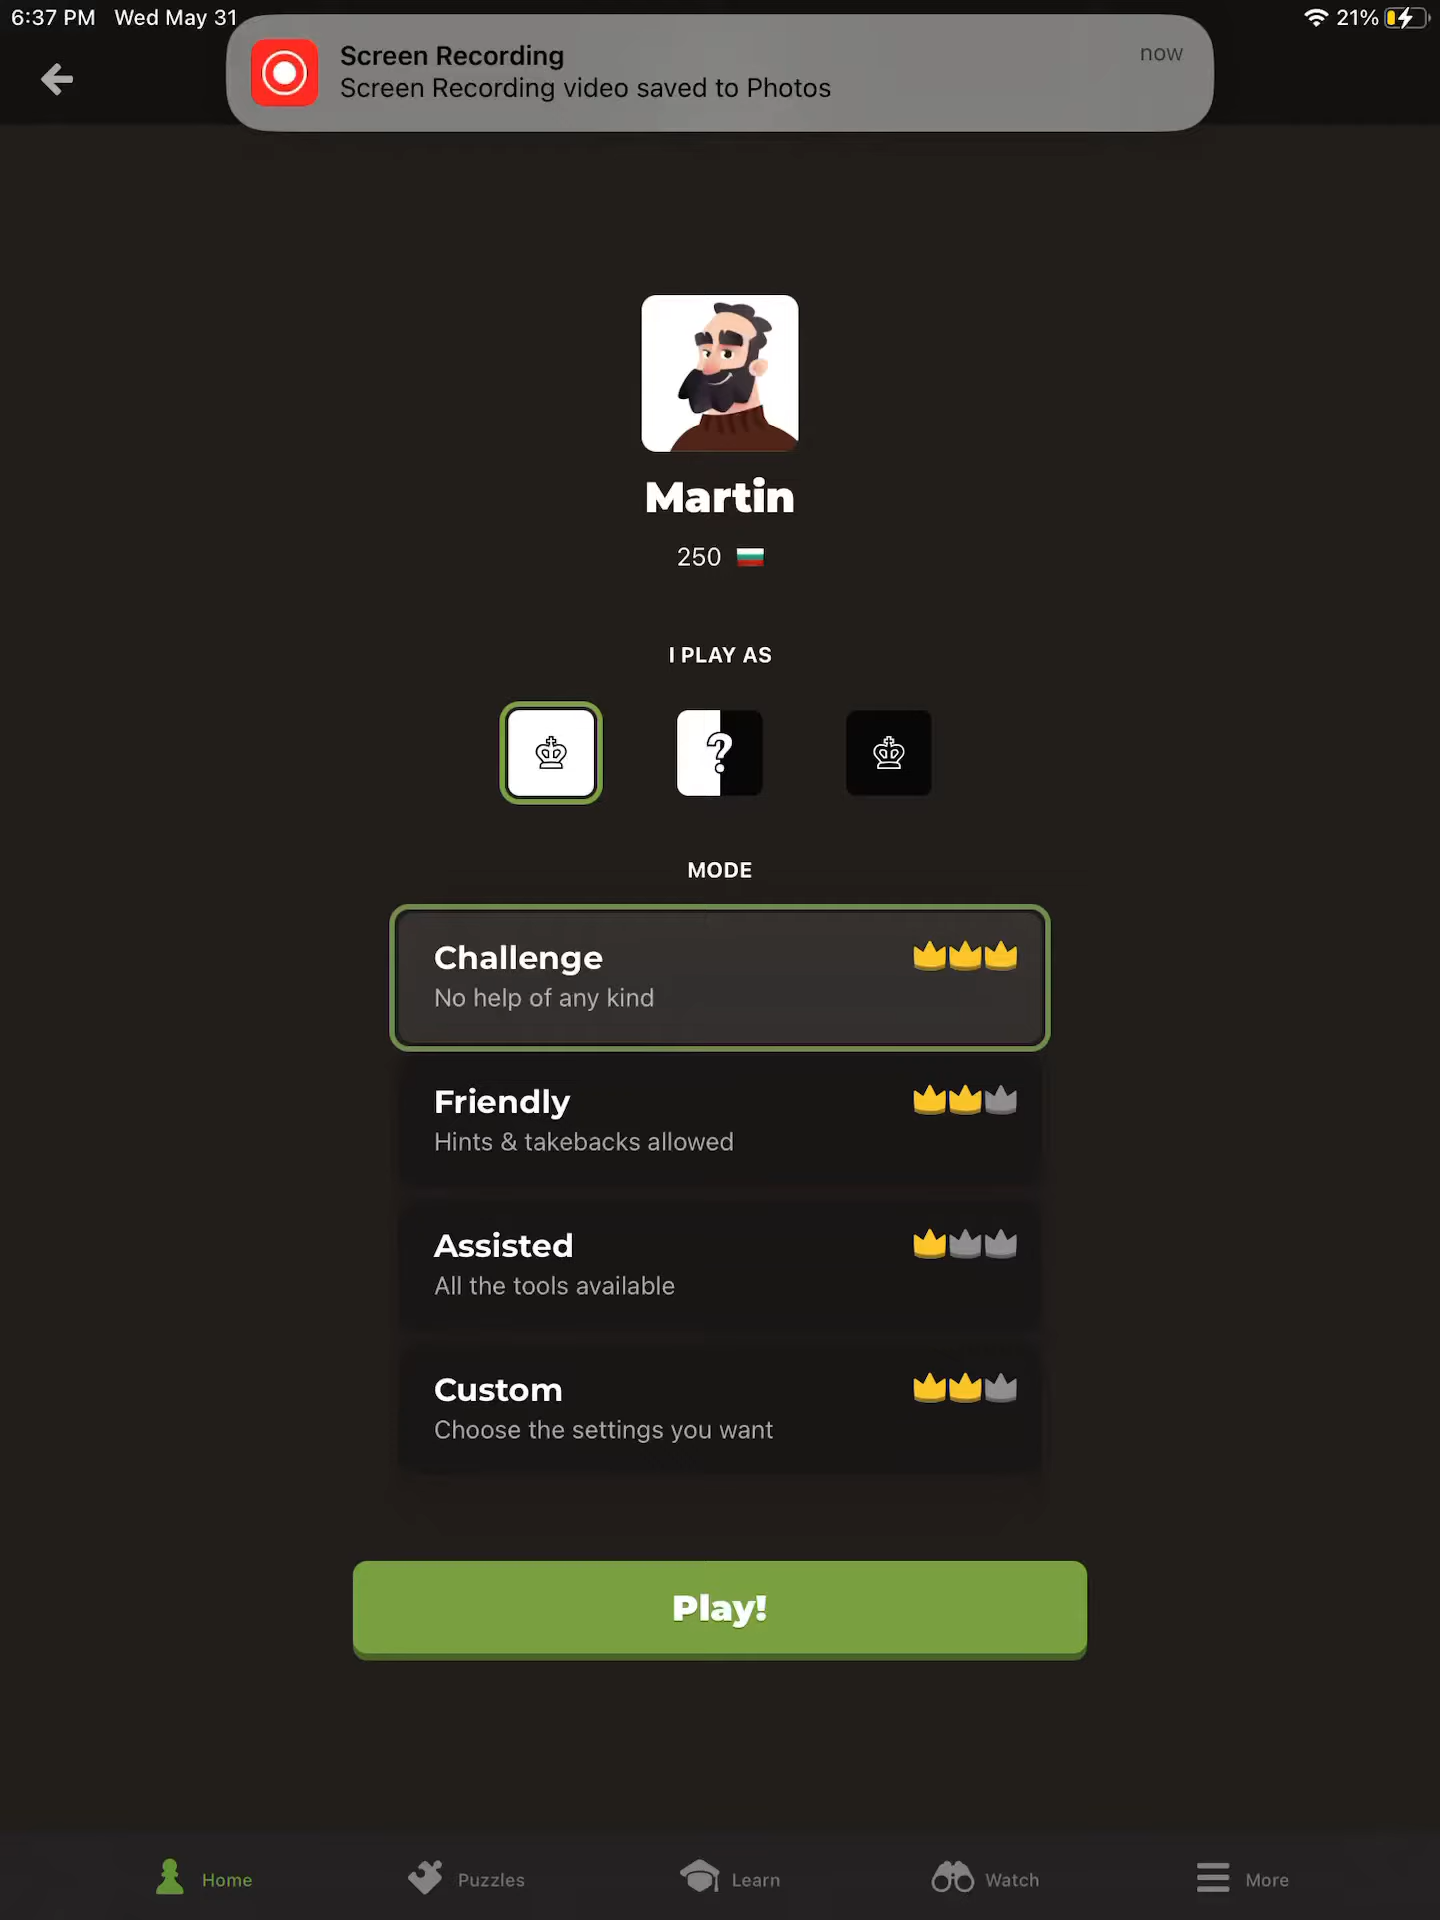 6:37 PM Wed May 31
21%
Screen Recording
now
Screen Recording video saved to Photos
Martin
250
I PLAY AS
?
MODE
Challenge
No help of any kind
Friendly
Hints & takebacks allowed
Assisted
All the tools available
Custom
Choose the settings you want
Play!
Home Puzzles Learn Watch More